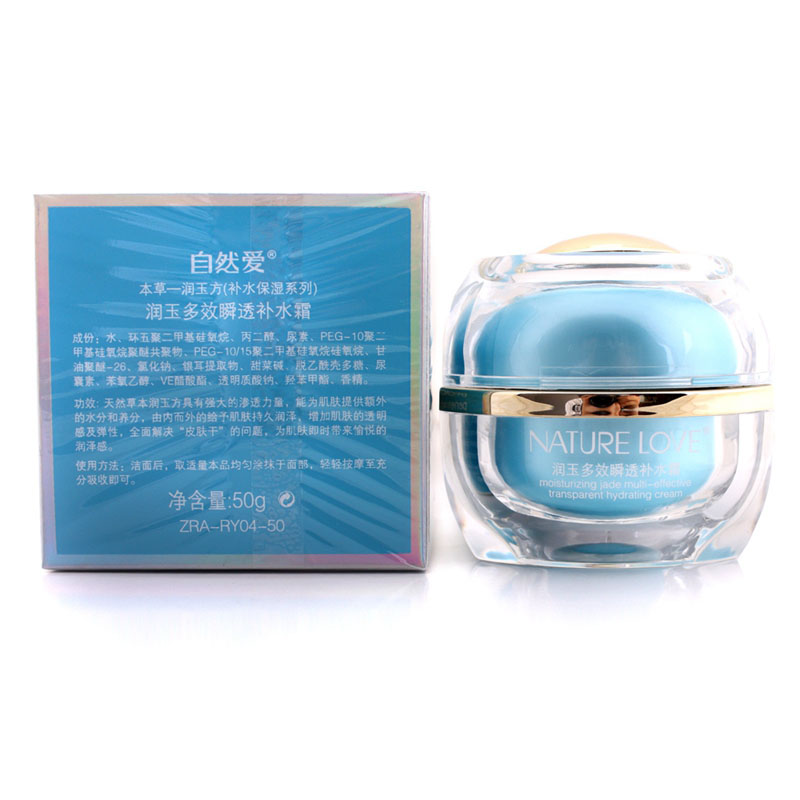 自然爱®
本草—润玉方(补水保湿系列)
润玉多效瞬透补水霜
成份：水、环五聚二甲基硅氧烷、丙二醇、尿素、PEG-10聚二
甲基硅氧烷聚醚共聚物、PEG-10/15聚二甲基硅氧烷硅氧烷、甘
油聚醚-26、氯化钠、银耳提取物、甜菜碱、脱乙酰壳多糖、尿
囊素、苯氧乙醇、VE醋酸酯、透明质酸钠、羟苯甲酯、香精。
功效：天然草本润玉方具有强大的渗透力量，能为肌肤提供额外
的水分和养分，由内而外的给予肌肤持久润泽，增加肌肤的透明
感及弹性，全面解决“皮肤干”的问题，为肌肤即时带来愉悦的
润泽感。
使用方法：洁面后，取适量本品均匀涂抹于面部，轻轻按摩至充
分吸收即可。
净含量:50g
ZRA-RY04-50
NATURE LOVE
润玉多效瞬透补水霜
moisturizing jade multi-effective
transparent hydrating cream